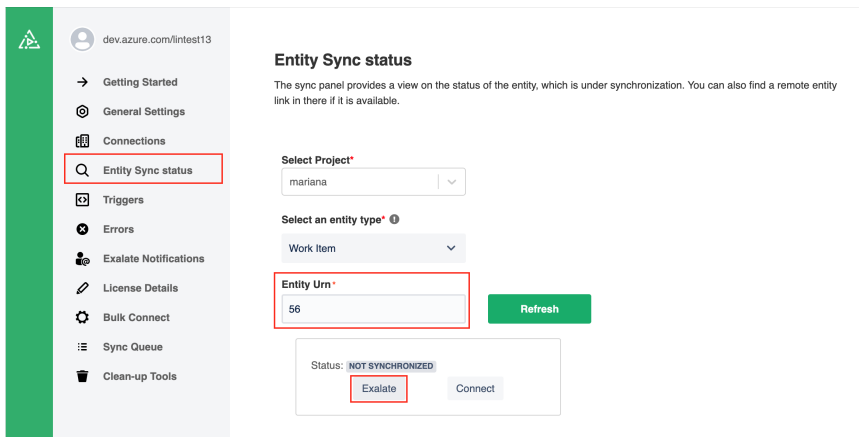 dev.azure.com/lintest13
Getting Started
General Settings
Connections
Entity Sync status
Triggers
Errors
Exalate Notifications
License Details
Bulk Connect
Sync Queue
Clean-up Tools
Entity Sync status
The sync panel provides a view on the status of the entity, which is under synchronization. You can also find a remote entity
link in there if it is available.
Select Project*
mariana
Select an entity type*
Work Item
Entity Urn*
56
Refresh
Status: NOT SYNCHRONIZED
Exalate Connect